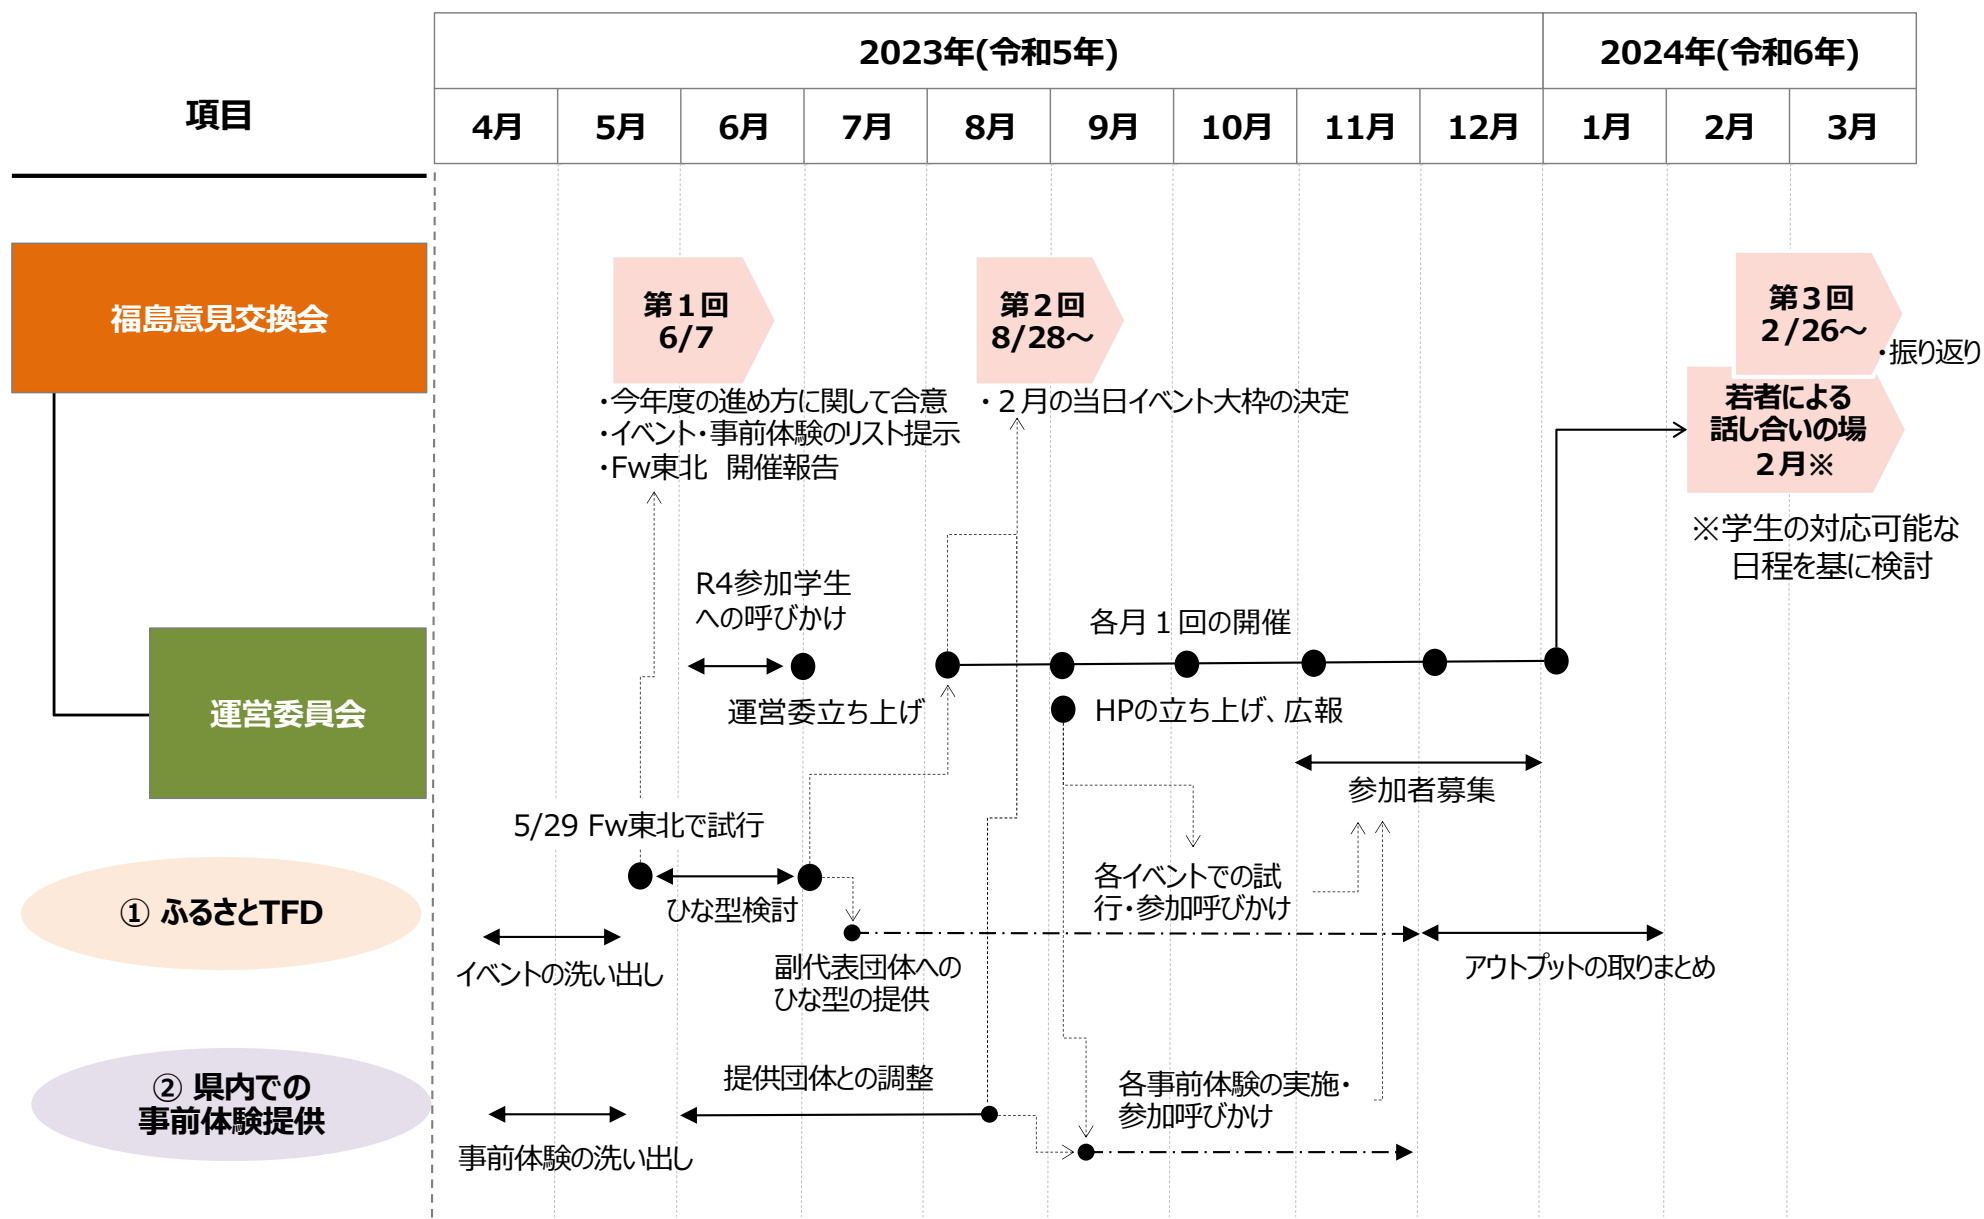 項目
2023年(令和5年)
2024年(令和6年)
4月
5月
6月
7月
8月
9月
10月
11月
12月
1月
2月
3月
福島意見交換会
第１回
6/7
・今年度の進め方に関して合意
・イベント・事前体験のリスト提示
・Fw東北　開催報告
第２回
8/28～
・２月の当日イベント大枠の決定
第３回
２/26～
・振り返り
若者による
話し合いの場
２月※
※学生の対応可能な
日程を基に検討
運営委員会
R4参加学生
への呼びかけ
運営委立ち上げ
各月１回の開催
HPの立ち上げ、広報
参加者募集
① ふるさとTFD
5/29 Fw東北で試行
ひな型検討
イベントの洗い出し
副代表団体への
ひな型の提供
各イベントでの試
行・参加呼びかけ
アウトプットの取りまとめ
② 県内での
事前体験提供
事前体験の洗い出し
提供団体との調整
各事前体験の実施・
参加呼びかけ